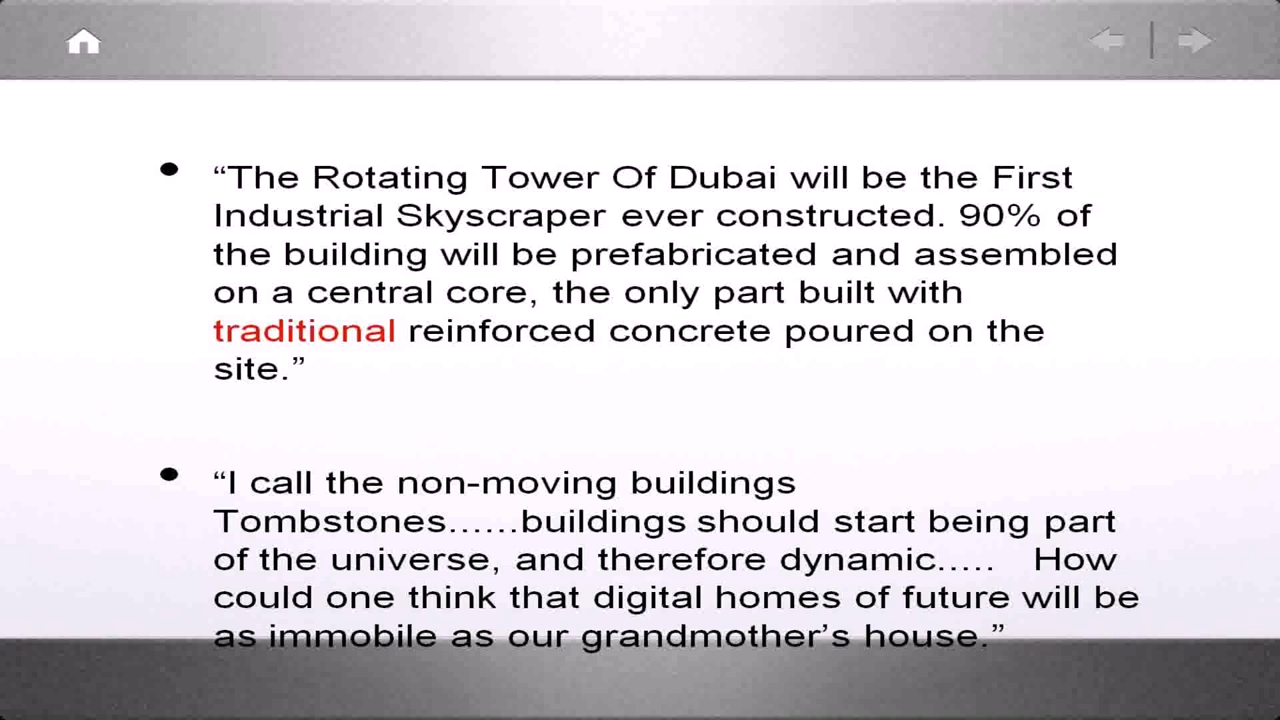 • “The Rotating Tower Of Dubai will be the First
Industrial Skyscraper ever constructed. 90% of
the building will be prefabricated and assembled
on a central core, the only part built with
traditional reinforced concrete poured on the
site.”
• “I call the non-moving buildings
Tombstones......buildings should start being part
of the universe, and therefore dynamic..... How
could one think that digital homes of future will be
as immobile as our grandmother’s house.”